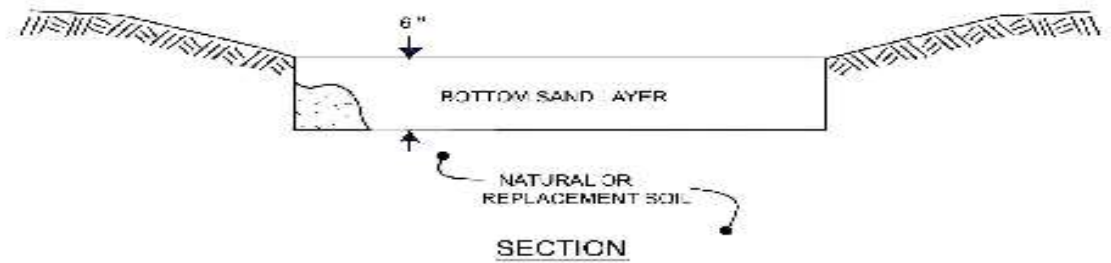 6"
BOTTOM SAND LAYER
NATURAL OR
REPLACEMENT SOIL
SECTION